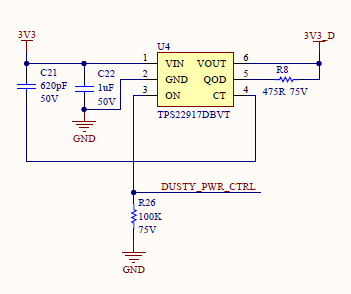 3V3
U4
3V3_D
1 VIN VOUT 6
2 GND QOD 5
3 ON CT 4
TPS22917DBVT
C21
620pF
50V
C22
1uF
50V
GND
R8
475R 75V
DUSTY_PWR_CTRL
R26
100K
75V
GND